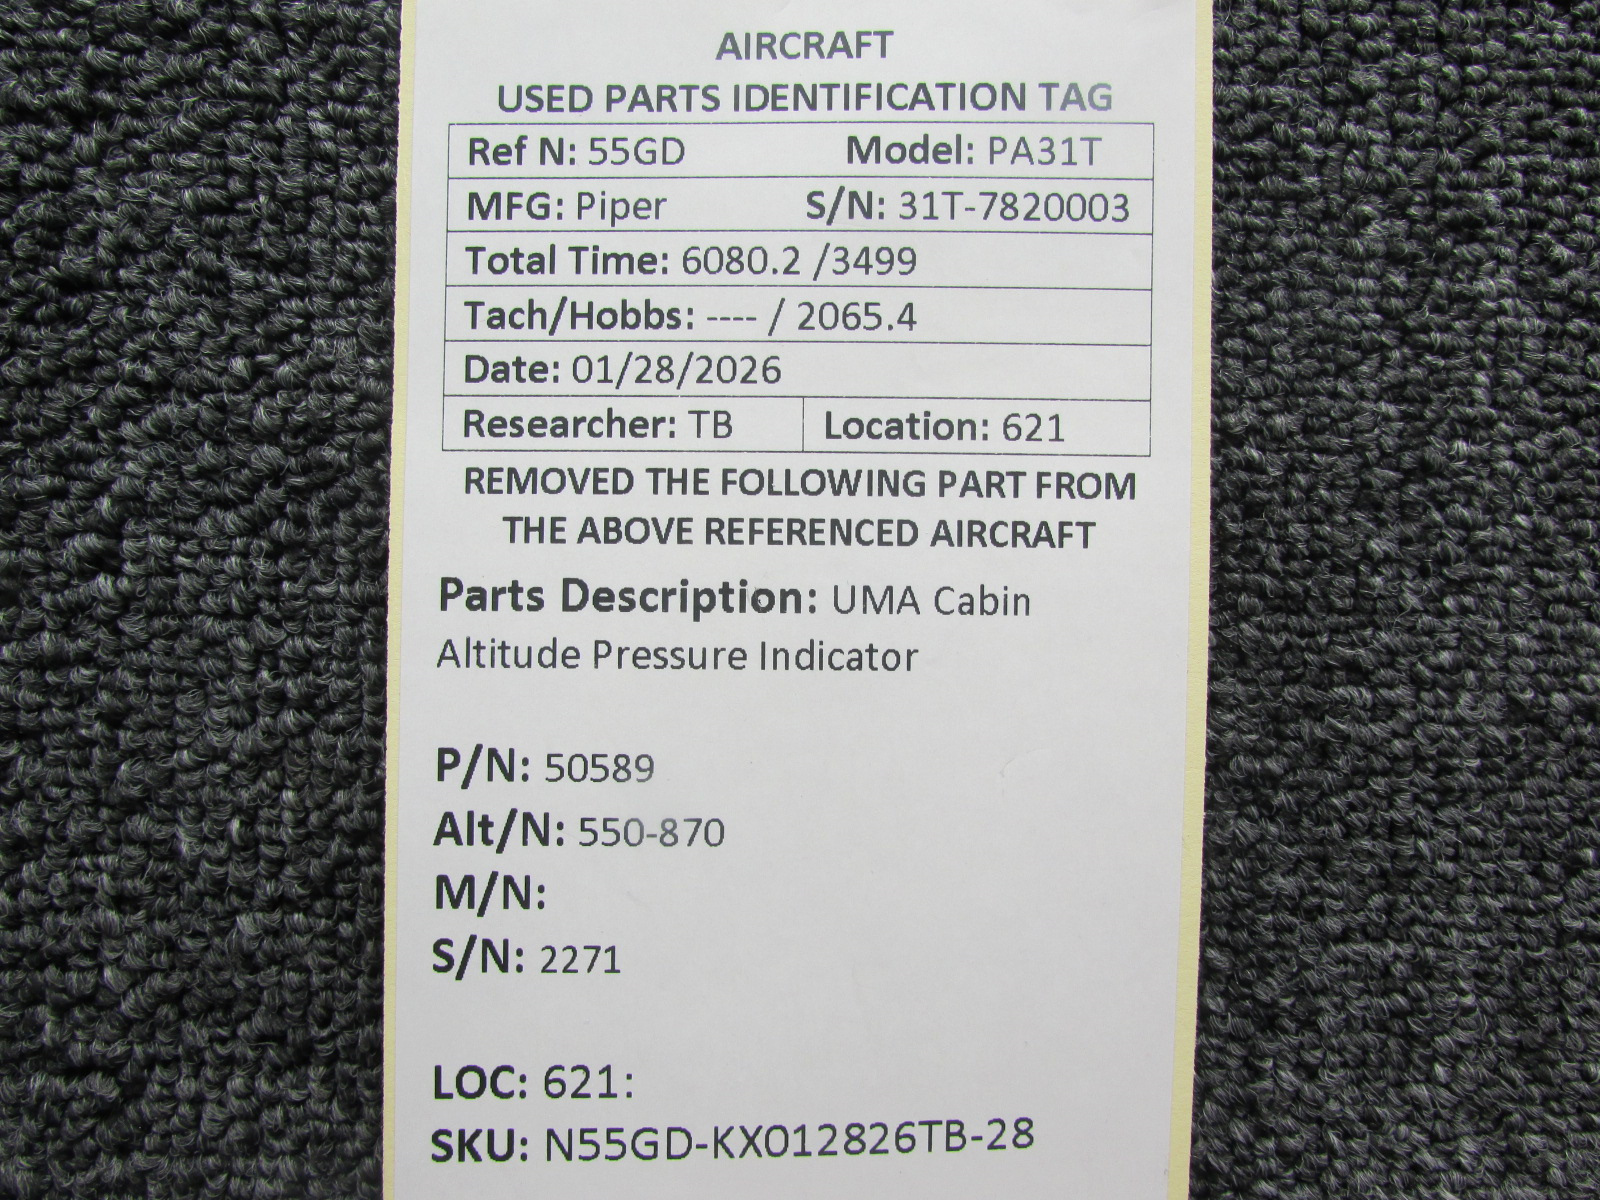 AIRCRAFT
USED PARTS IDENTIFICATION TAG
Ref N: 55GD Model: PA31T
MFG: Piper S/N: 31T-7820003
Total Time: 6080.2 /3499
Tach/Hobbs: ---- / 2065.4
Date: 01/28/2026
Researcher: TB Location: 621
REMOVED THE FOLLOWING PART FROM
THE ABOVE REFERENCED AIRCRAFT
Parts Description: UMA Cabin
Altitude Pressure Indicator
P/N: 50589
Alt/N: 550-870
M/N:
S/N: 2271
LOC: 621:
SKU: N55GD-KX012826TB-28